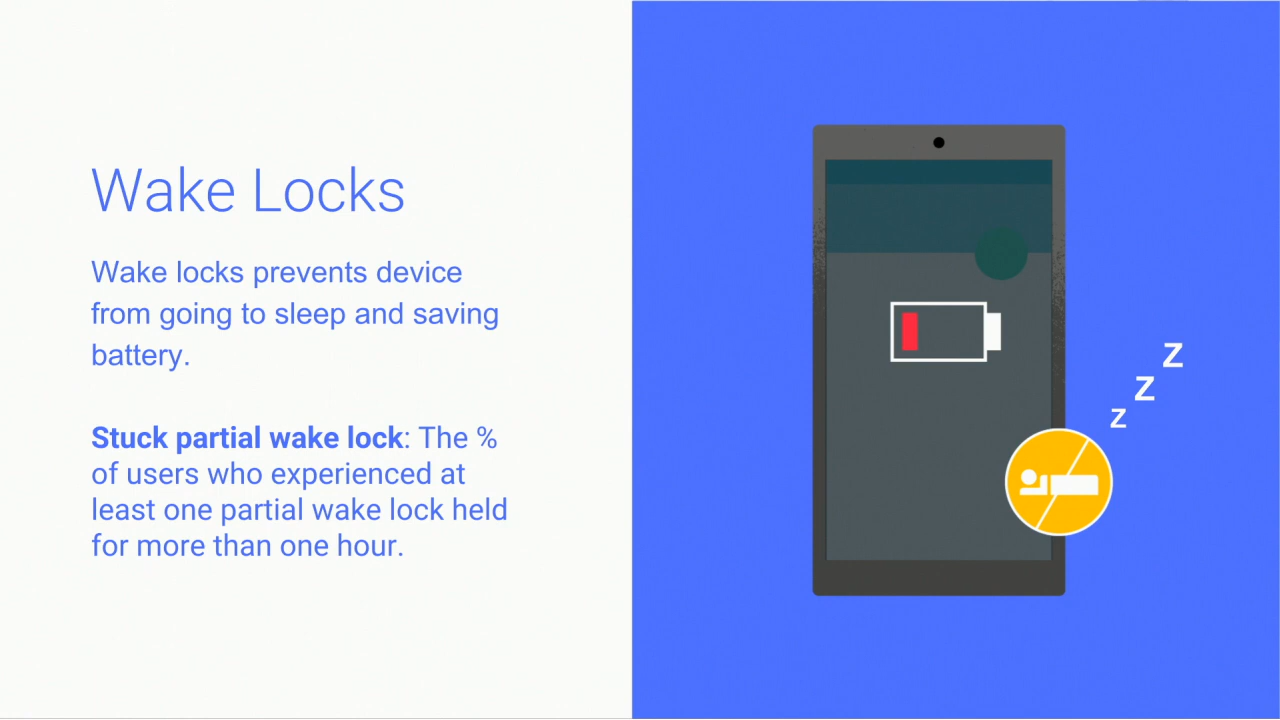 Wake Locks
Wake locks prevents device
from going to sleep and saving
battery.
Stuck partial wake lock: The %
of users who experienced at
least one partial wake lock held
for more than one hour.
Z
Z
Z